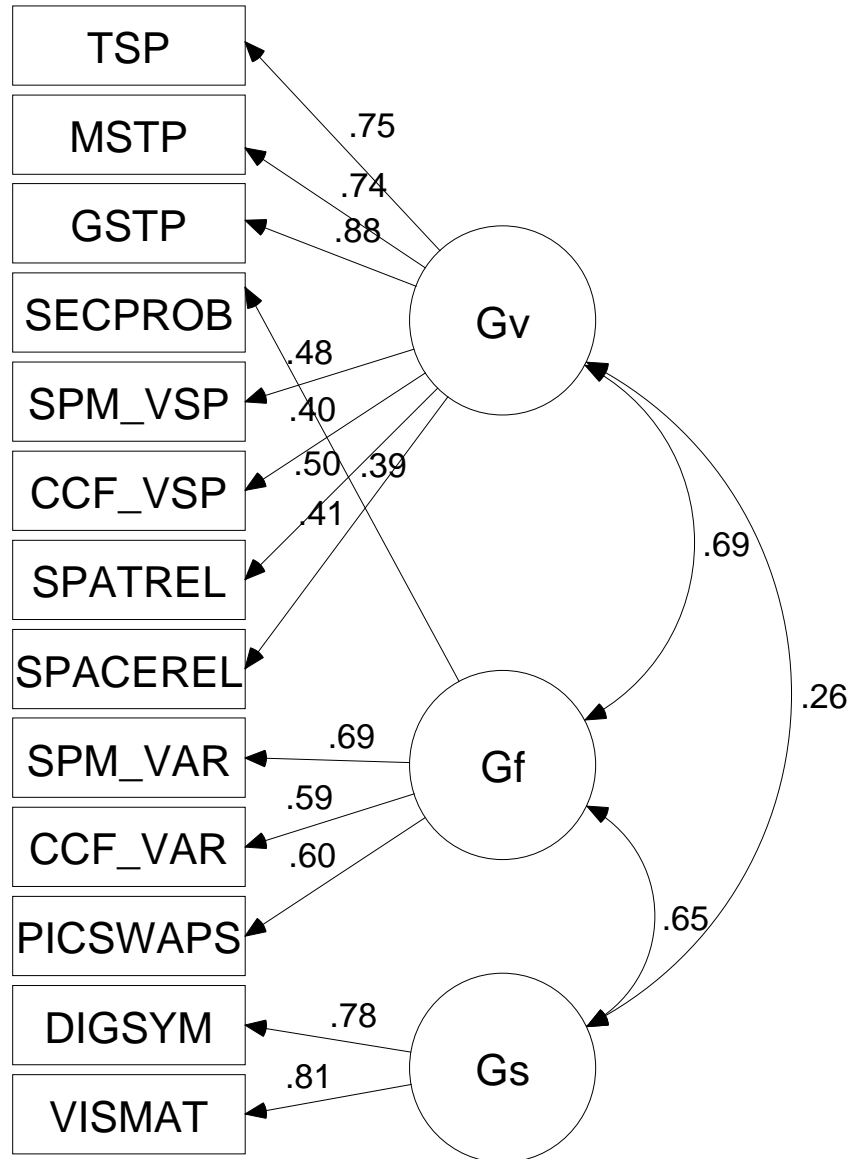 TSP
.75
MSTP
.74
GSTP
.88
SECPROB
Gv
.48
SPM_VSP
.40
CCF_VSP
.50
.39
.41
SPATREL
.69
SPACEREL
.26
SPM_VAR
.69
Gf
CCF_VAR
.59
.60
PICSWAPS
.65
DIGSYM
.78
Gs
.81
VISMAT